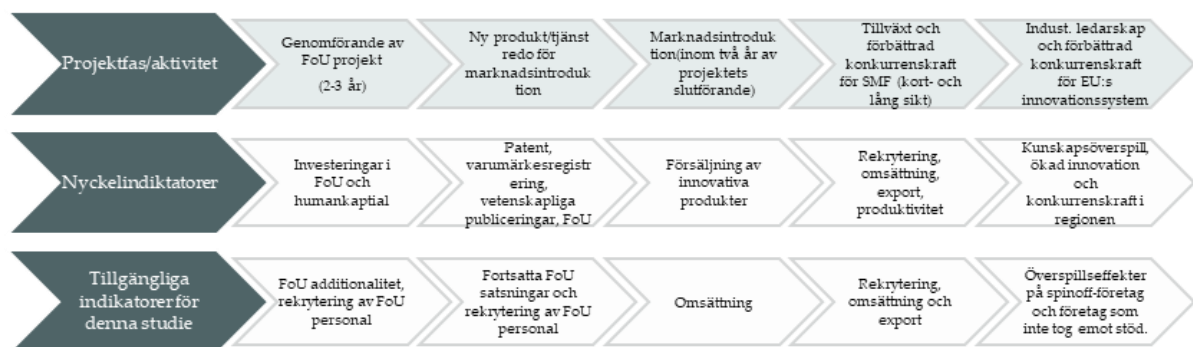 Projektfas/aktivitet
Genomförande av
FoU projekt
(2-3 år)
Ny produkt/tjänst
redo för
marknadsintroduk
tion
Marknadsintroduk
tion(inom två år av
projektets
slutförande)
Tillväxt och
förbättrad
konkurrenskraft
för SMF (kort- och
lång sikt)
Indust. ledarskap
och förbättrad
konkurrenskraft
för EU:s
innovationssystem
Nyckelindiktatorer
Investeringar i
FoU och
humankaptial
Patent,
varumärkesregistr
ering,
vetenskapliga
publiceringar, FoU
Försäljning av
innovativa
produkter
Rekrytering,
omsättning,
export,
produktivitet
Kunskapsöverspill,
ökad innovation
och
konkurrenskraft i
regionen
Tillgängliga
indikatorer för
denna studie
FoU additionalitet,
rekrytering av FoU
personal
Fortsatta FoU
satsningar och
rekrytering av FoU
personal
Omsättning
Rekrytering,
omsättning och
export
Överspillseffekter
på spinoff-företag
och företag som
inte tog emot stöd.